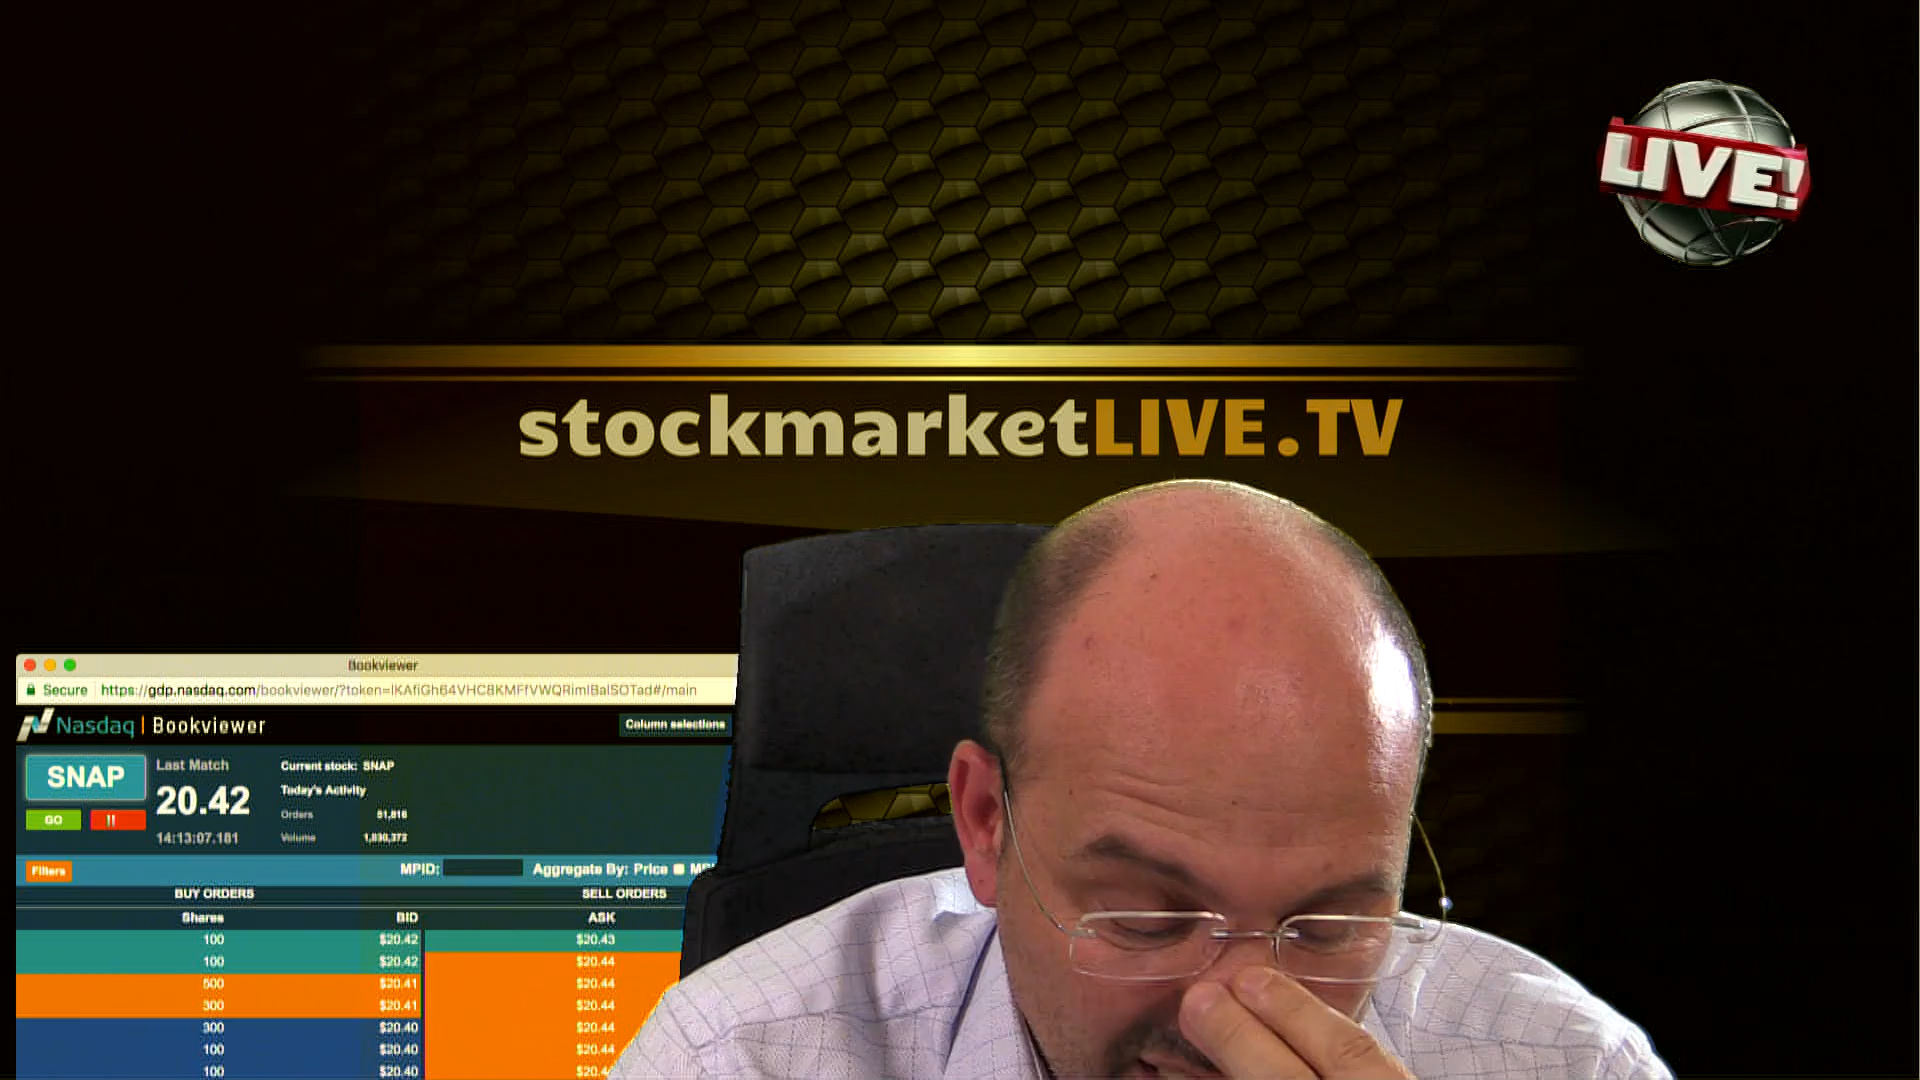 LIVE!
stockmarketLIVE.TV
Bookviewer
Secure https://gdp.nasdaq.com/bookviewer/?token=IKAfiGh64VHC8KMFfVWQRimIBalSOTad#/main
Nasdaq | Bookviewer
Column selections
SNAP
Last Match
20.42
14:13:07.181
GO
Current stock: SNAP
Today's Activity
Orders 51,816
Volume 1,830,372
Filters
MPID:
Aggregate By: Price
BUY ORDERS SELL ORDERS
Shares BID ASK
100 $20.42 $20.43
100 $20.42 $20.44
500 $20.41 $20.44
300 $20.41 $20.44
300 $20.40 $20.44
100 $20.40 $20.44
100 $20.40